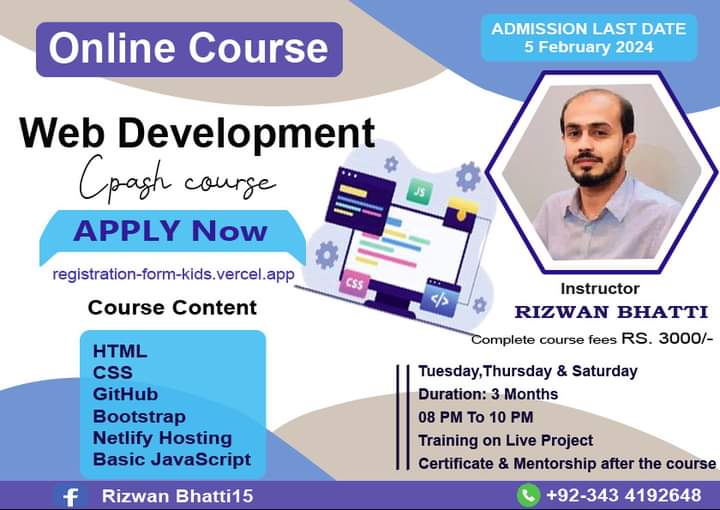 Online Course
ADMISSION LAST DATE
5 February 2024
Web Development
Cpash course
APPLY Now
registration-form-kids.vercel.app
Course Content
HTML
CSS
GitHub
Bootstrap
Netlify Hosting
Basic JavaScript
JS
CSS
</>
Instructor
RIZWAN BHATTI
Complete course fees RS. 3000/-
Tuesday,Thursday & Saturday
Duration: 3 Months
08 PM To 10 PM
Training on Live Project
Certificate & Mentorship after the course
f Rizwan Bhatti15
+92-343 4192648